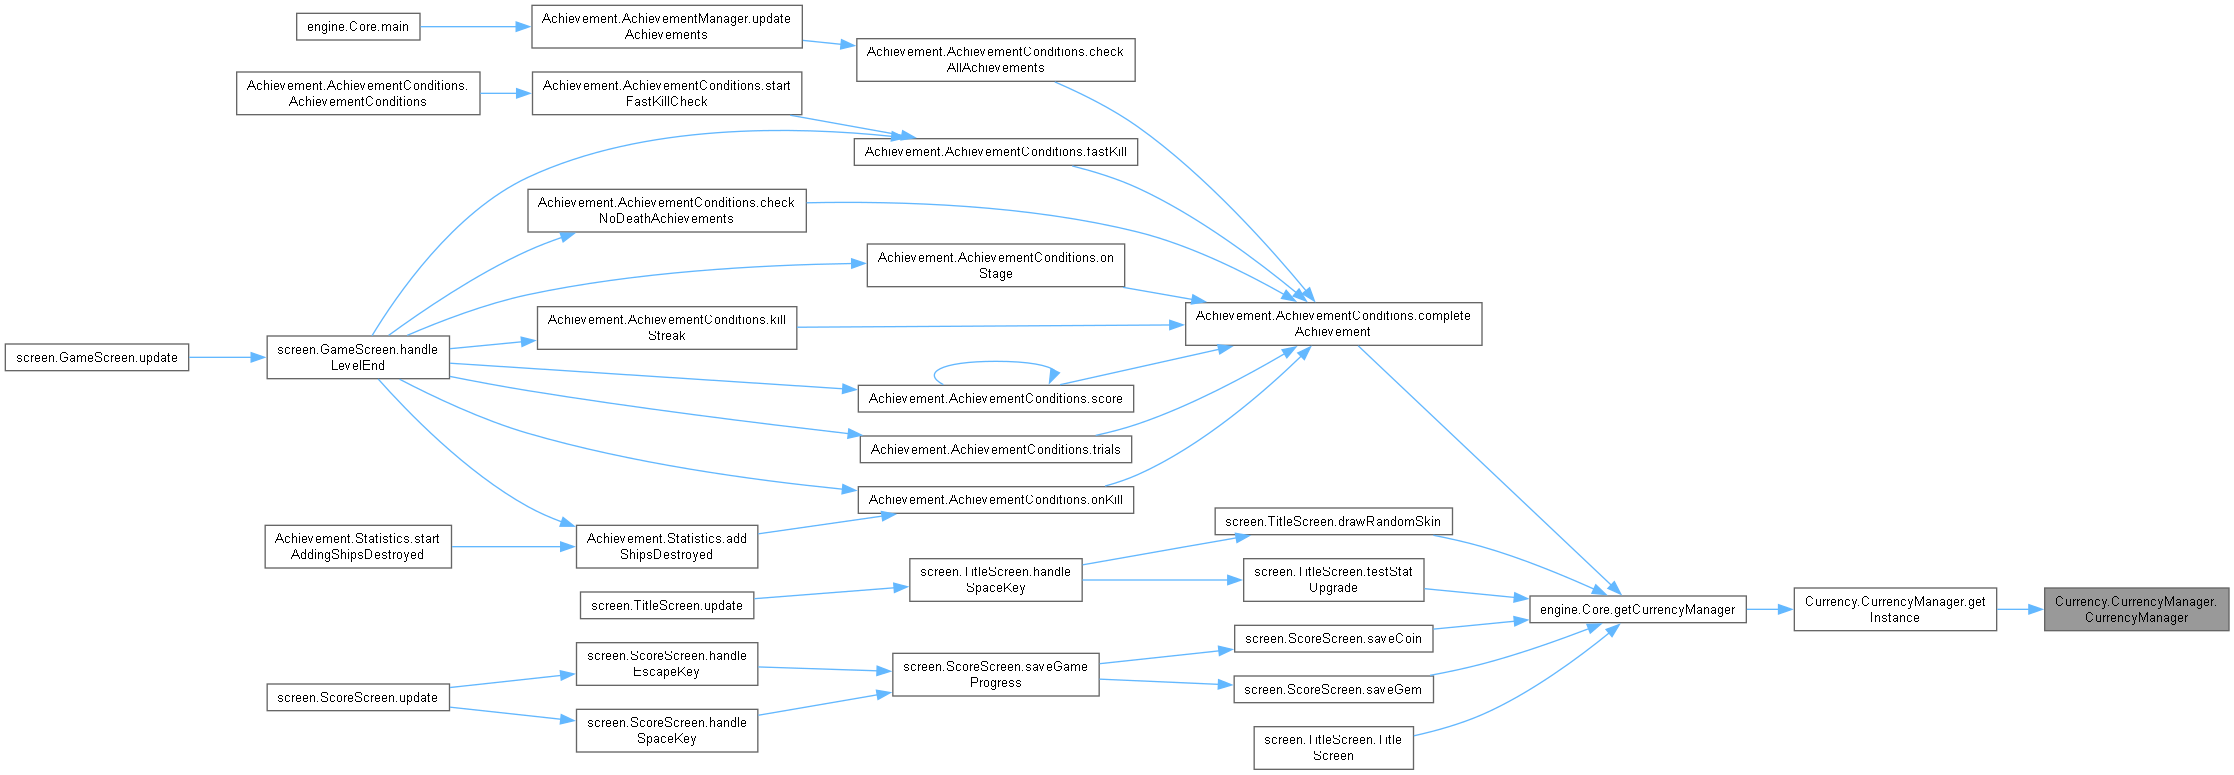 engine.Core.main
Achievement.AchievementManager.update
Achievements
Achievement.AchievementConditions.check
AllAchievements
Achievement.AchievementConditions.
AchievementConditions
Achievement.AchievementConditions.start
FastKillCheck
Achievement.AchievementConditions.fastKill
Achievement.AchievementConditions.check
NoDeathAchievements
Achievement.AchievementConditions.on
Stage
Achievement.AchievementConditions.kill
Streak
Achievement.AchievementConditions.complete
Achievement
screen.GameScreen.update
screen.GameScreen.handle
LevelEnd
Achievement.AchievementConditions.score
Achievement.AchievementConditions.trials
Achievement.AchievementConditions.onKill
Achievement.Statistics.start
AddingShipsDestroyed
Achievement.Statistics.add
ShipsDestroyed
screen.TitleScreen.drawRandomSkin
screen.TitleScreen.handle
SpaceKey
screen.TitleScreen.testStat
Upgrade
screen.TitleScreen.update
engine.Core.getCurrencyManager
Currency.CurrencyManager.get
Instance
Currency.CurrencyManager.
CurrencyManager
screen.ScoreScreen.saveCoin
screen.ScoreScreen.handle
EscapeKey
screen.ScoreScreen.saveGame
Progress
screen.ScoreScreen.saveGem
screen.ScoreScreen.update
screen.ScoreScreen.handle
SpaceKey
screen.TitleScreen.Title
Screen